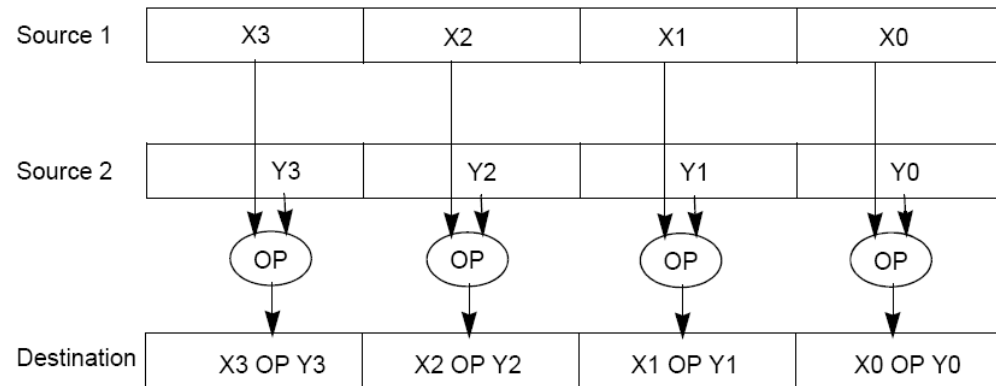 Source 1 X3 X2 X1 X0
Source 2 Y3 Y2 Y1 Y0
OP OP OP OP
Destination X3 OP Y3 X2 OP Y2 X1 OP Y1 X0 OP Y0